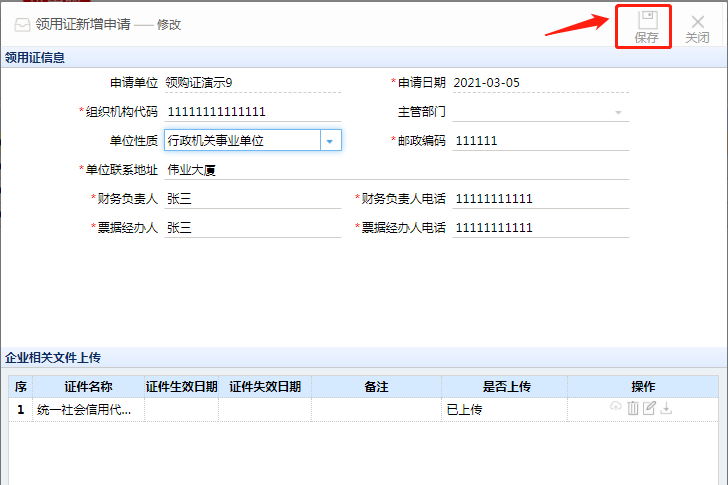 领用证新增申请 —— 修改
保存 关闭
领用证信息
申请单位 领购证演示9 *申请日期 2021-03-05
*组织机构代码 11111111111111 主管部门
单位性质 行政机关事业单位 *邮政编码 111111
*单位联系地址 伟业大厦
*财务负责人 张三 *财务负责人电话 11111111111
*票据经办人 张三 *票据经办人电话 11111111111
企业相关文件上传
序 证件名称 证件生效日期 证件失效日期 备注 是否上传 操作
1 统一社会信用代... 已上传